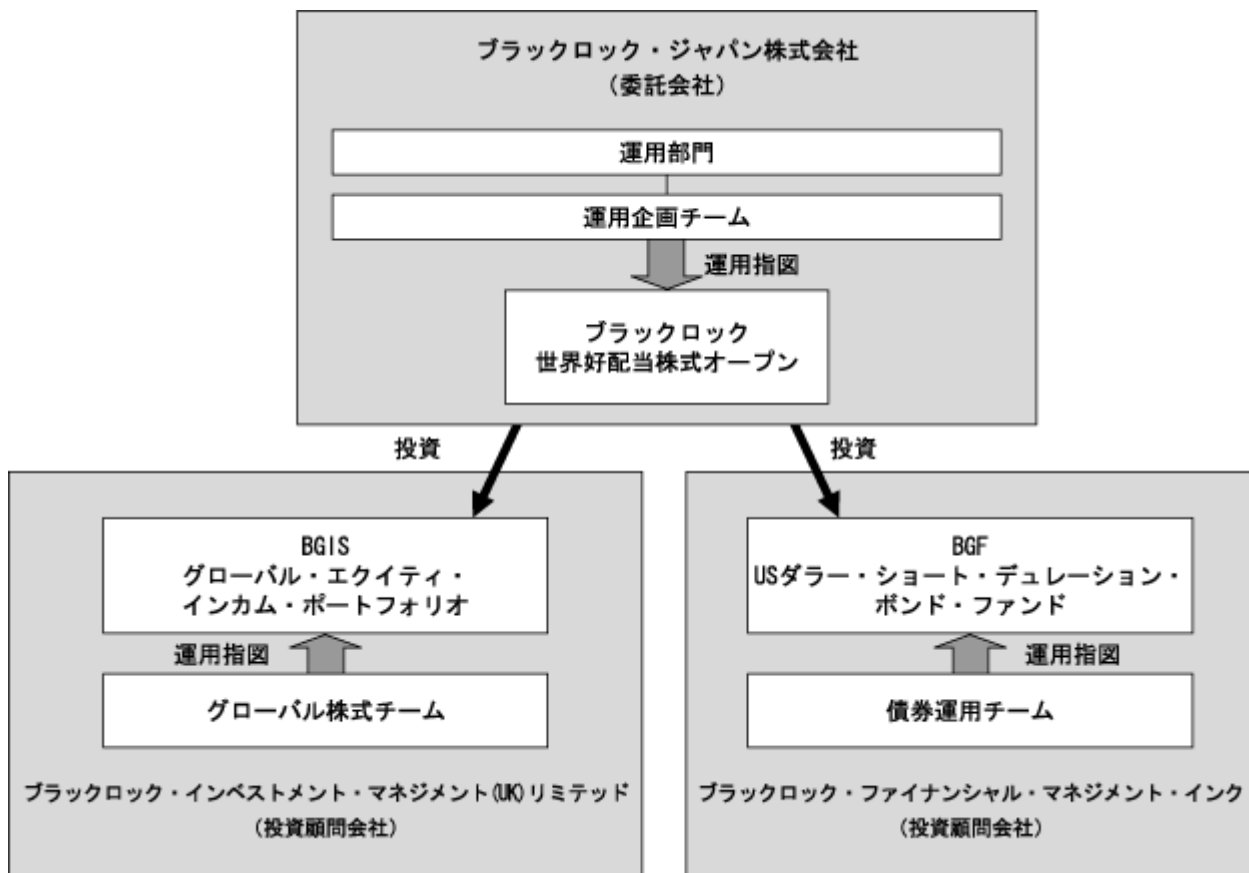 ブラックロック・ジャパン株式会社
(委託会社)
運用部門
運用企画チーム
運用指図
ブラックロック
世界好配当株式オープン
投資
投資
BGIS
グローバル・エクイティ・
インカム・ポートフォリオ
運用指図
グローバル株式チーム
ブラックロック・インベストメント・マネジメント(UK)リミテッド
(投資顧問会社)
BGF
USダラー・ショート・デュレーション・
ボンド・ファンド
運用指図
債券運用チーム
ブラックロック・ファイナンシャル・マネジメント・インク
(投資顧問会社)